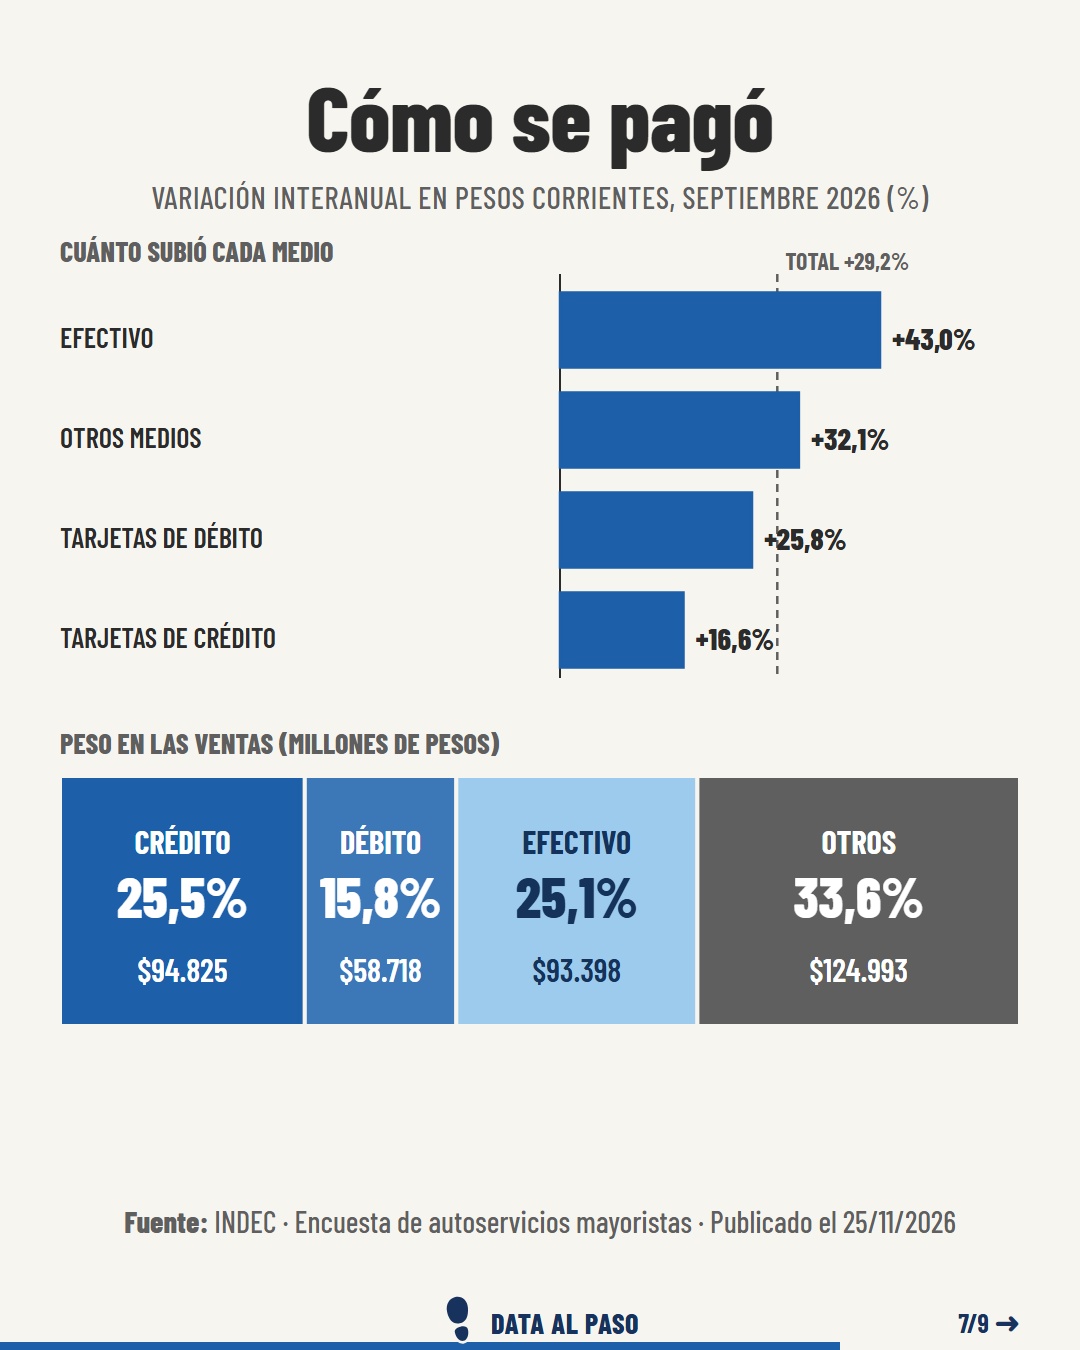 Cómo se pagó
VARIACIÓN INTERANUAL EN PESOS CORRIENTES, SEPTIEMBRE 2026 (%)
CUÁNTO SUBIÓ CADA MEDIO
TOTAL +29,2%
EFECTIVO +43,0%
OTROS MEDIOS +32,1%
TARJETAS DE DÉBITO +25,8%
TARJETAS DE CRÉDITO +16,6%
PESO EN LAS VENTAS (MILLONES DE PESOS)
CRÉDITO DÉBITO EFECTIVO OTROS
25,5% 15,8% 25,1% 33,6%
$94.825 $58.718 $93.398 $124.993
Fuente: INDEC · Encuesta de autoservicios mayoristas · Publicado el 25/11/2026
DATA AL PASO 7/9 →